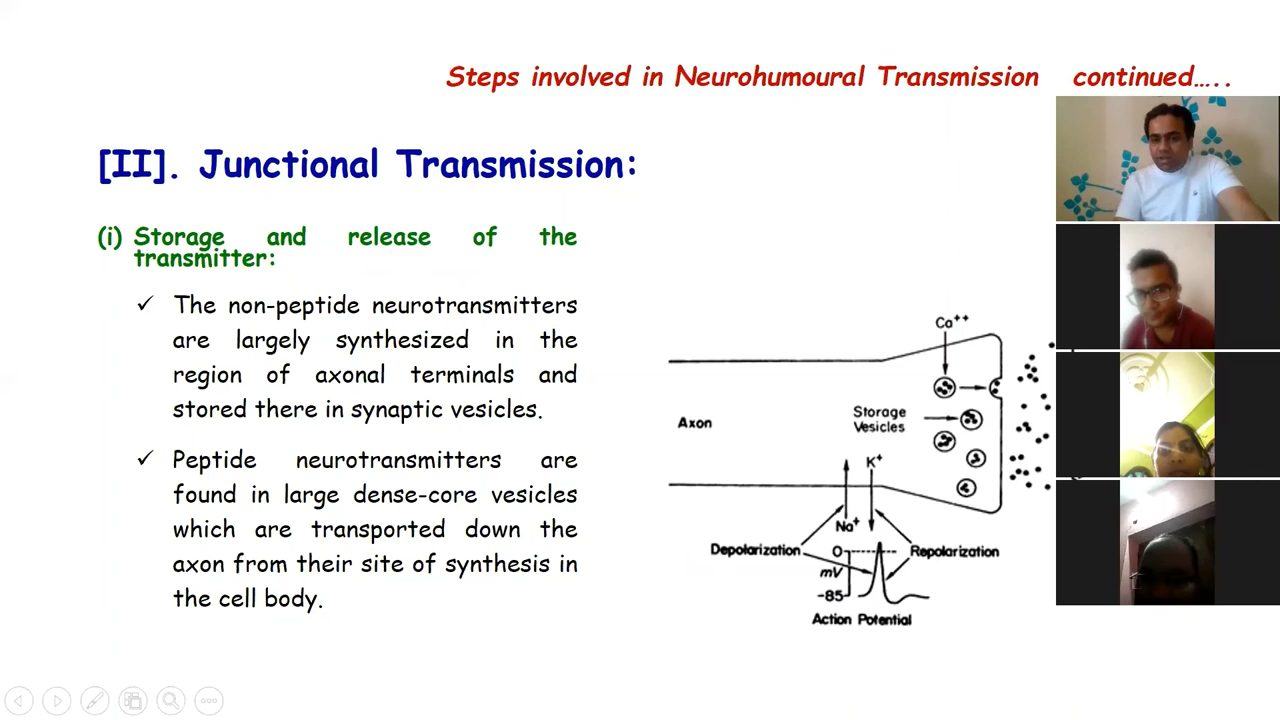 Steps involved in Neurohumoural Transmission continued…..
[II]. Junctional Transmission:
(i) Storage and release of the
transmitter:
✓ The non-peptide neurotransmitters
are largely synthesized in the
region of axonal terminals and
stored there in synaptic vesicles.
✓ Peptide neurotransmitters are
found in large dense-core vesicles
which are transported down the
axon from their site of synthesis in
the cell body.
Ca++
Axon
Storage
Vesicles
K+
Na+
Depolarization
Repolarization
0
mV
-85
Action Potential